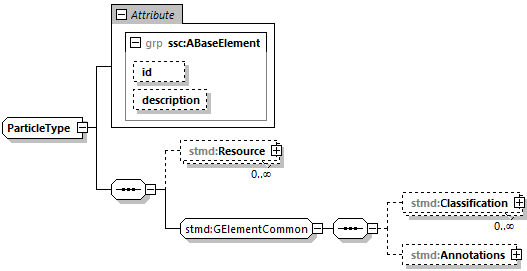 Attribute
grp ssc:ABaseElement
id
description
ParticleType
stmd:Resource
0..∞
stmd:GElementCommon
stmd:Classification
0..∞
stmd:Annotations